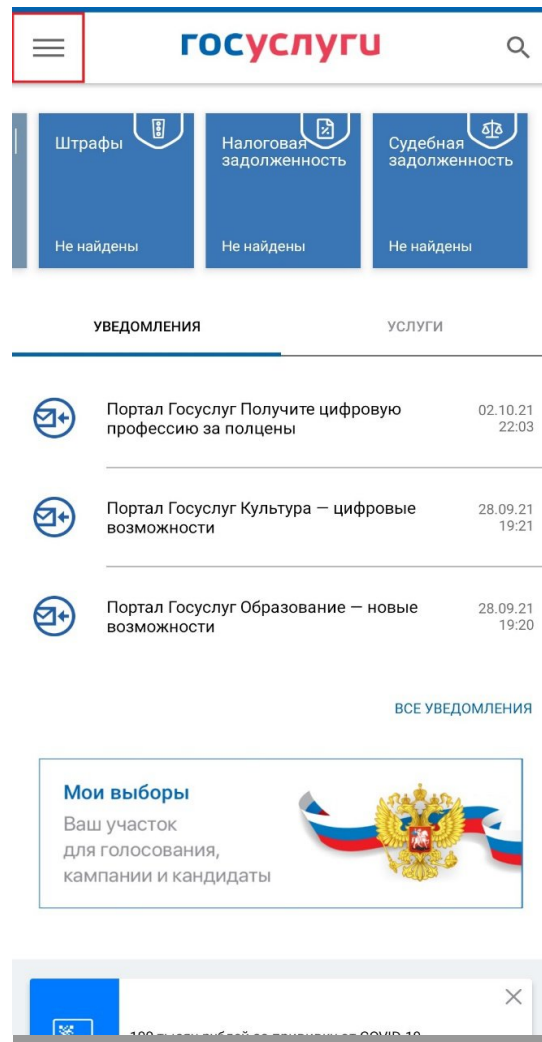 госуслуги
Штрафы
Не найдены
Налоговая
задолженность
Не найдены
Судебная
задолженность
Не найдены
УВЕДОМЛЕНИЯ
УСЛУГИ
Портал Госуслуг Получите цифровую
профессию за полцены
02.10.21
22:03
Портал Госуслуг Культура — цифровые
возможности
28.09.21
19:21
Портал Госуслуг Образование — новые
возможности
28.09.21
19:20
ВСЕ УВЕДОМЛЕНИЯ
Мои выборы
Ваш участок
для голосования,
кампании и кандидаты